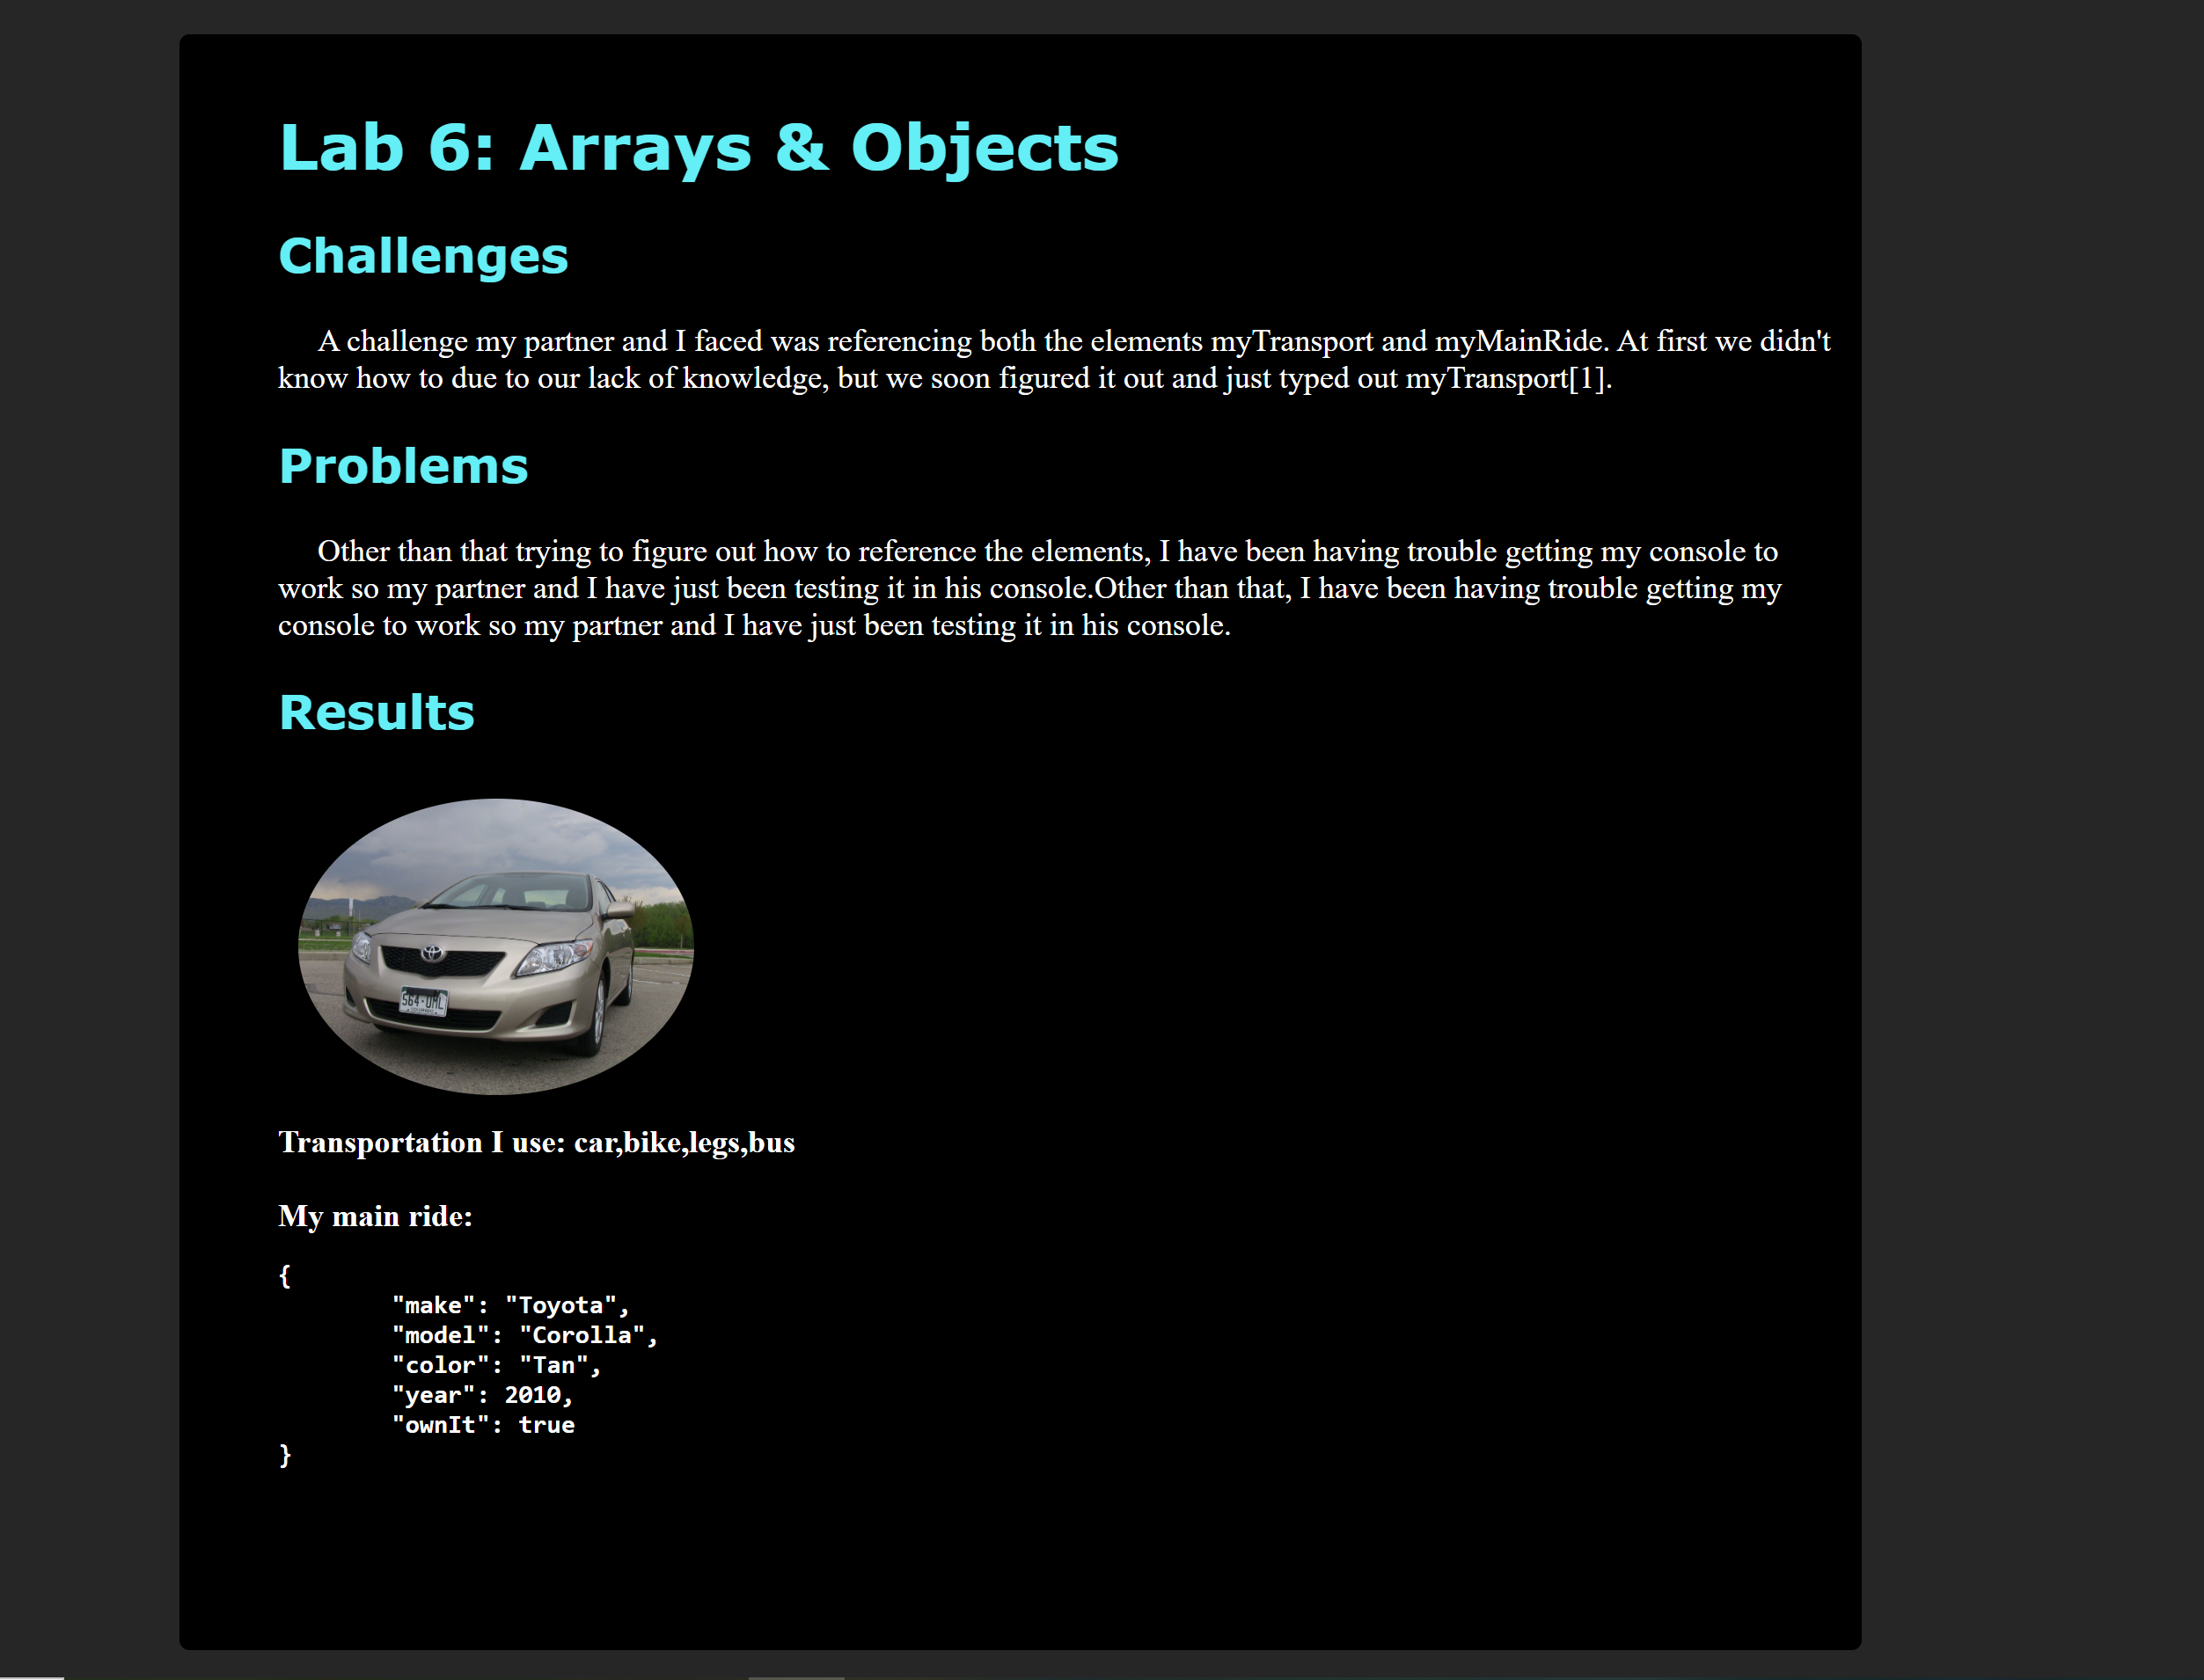 Lab 6: Arrays & Objects
Challenges
A challenge my partner and I faced was referencing both the elements myTransport and myMainRide. At first we didn't
know how to due to our lack of knowledge, but we soon figured it out and just typed out myTransport[1].
Problems
Other than that trying to figure out how to reference the elements, I have been having trouble getting my console to
work so my partner and I have just been testing it in his console.Other than that, I have been having trouble getting my
console to work so my partner and I have just been testing it in his console.
Results
Transportation I use: car,bike,legs,bus
My main ride:
{
"make": "Toyota",
"model": "Corolla",
"color": "Tan",
"year": 2010,
"ownIt": true
}